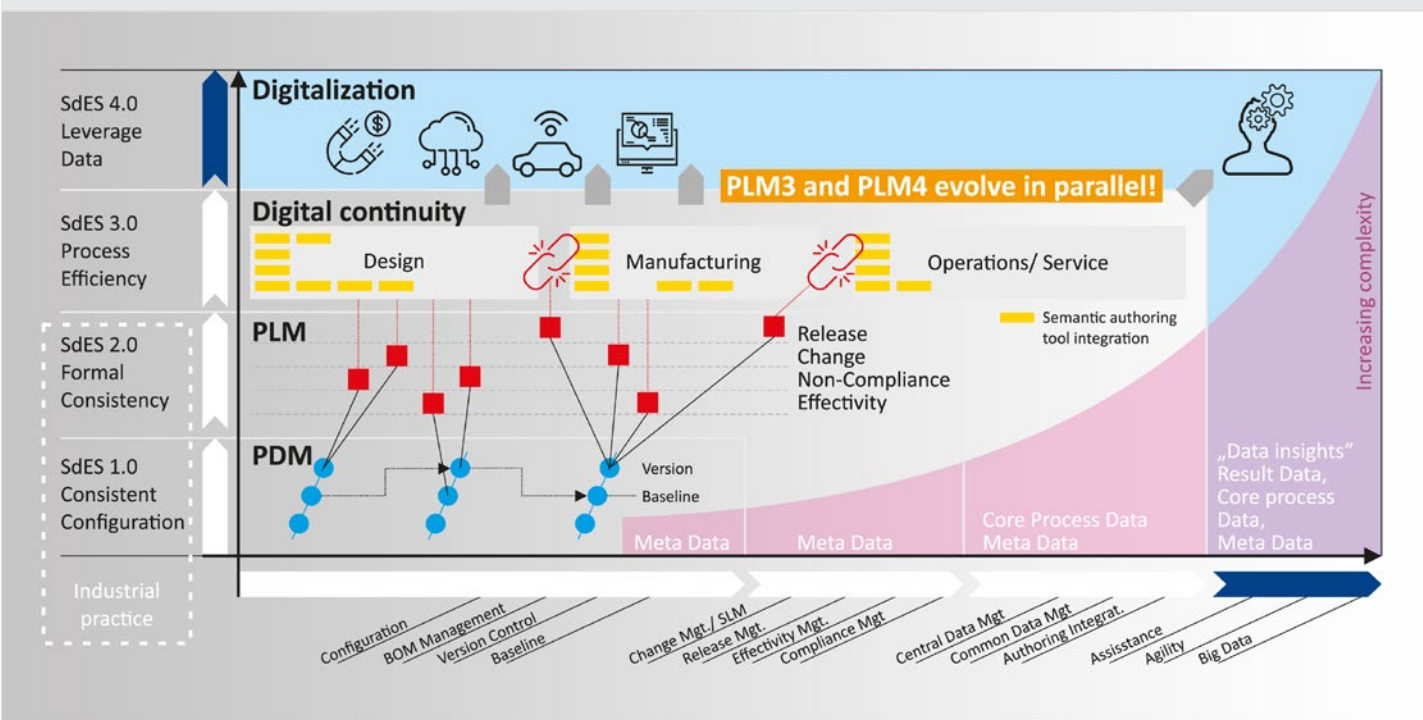 SdES 4.0
Leverage
Data
SdES 3.0
Process
Efficiency
SdES 2.0
Formal
Consistency
SdES 1.0
Consistent
Configuration
Industrial
practice
Digitalization
$
PLM3 and PLM4 evolve in parallel!
Digital continuity
Design
Manufacturing
Operations/ Service
Semantic authoring
tool integration
PLM
Release
Change
Non-Compliance
Effectivity
PDM
Version
Baseline
Increasing complexity
Meta Data
Meta Data
Core Process Data
Meta Data
„Data insights“
Result Data,
Core process
Data,
Meta Data
Configuration
BOM Management
Version Control
Baseline
Change Mgt./ SLM
Release Mgt.
Effectivity Mgt.
Compliance Mgt
Central Data Mgt
Common Data Mgt
Authoring Integrat.
Assisstance
Agility
Big Data